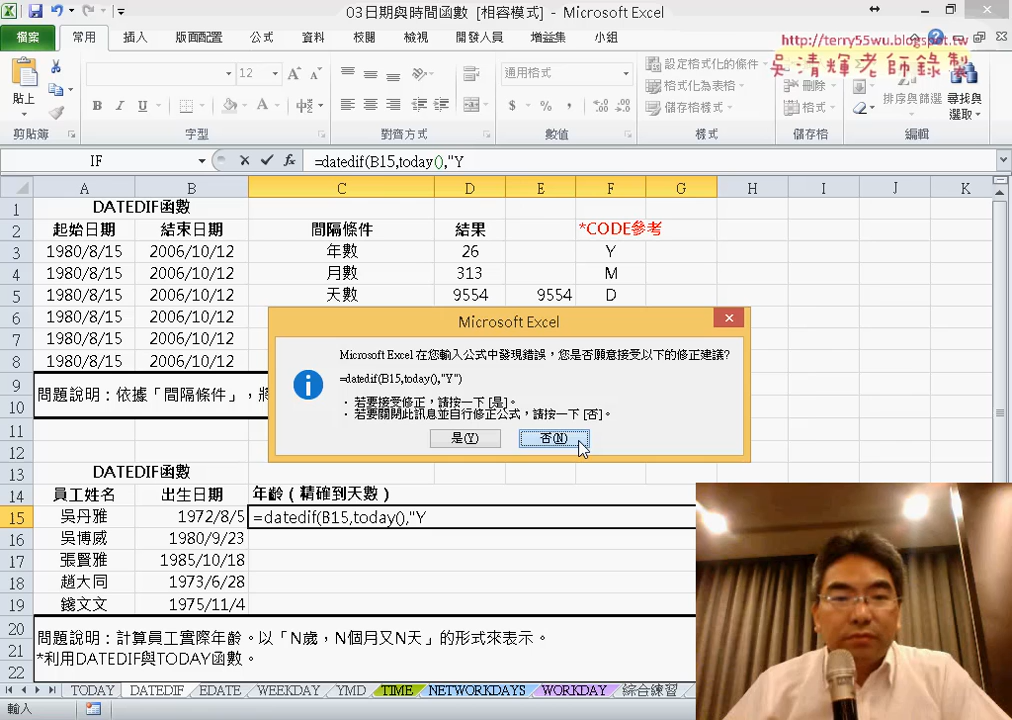 03日期與時間函數 [相容模式] - Microsoft Excel
檔案 常用 插入 版面配置 公式 資料 校閱 檢視 開發人員 增益集 小組
http://terry55wu.blogspot.tw
吳清輝老師錄製
貼上 12 通用格式 設定格式化的條件 格式化為表格 儲存格樣式 刪除 格式 排序與篩選 尋找與選取
剪貼簿 字型 對齊方式 數值 樣式 儲存格 編輯
IF =datedif(B15,today(),"Y
A B C D E F G H I J K
1 DATEDIF函數
2 起始日期 結束日期 間隔條件 結果 *CODE參考
3 1980/8/15 2006/10/12 年數 26 Y
4 1980/8/15 2006/10/12 月數 313 M
5 1980/8/15 2006/10/12 天數 9554 9554 D
6 1980/8/15 2006/10/12
7 1980/8/15 2006/10/12
8 1980/8/15 2006/10/12
9 問題說明：依據「間隔條件」，
10
11
12
Microsoft Excel
Microsoft Excel 在您輸入公式中發現錯誤，您是否願意接受以下的修正建議?
=datedif(B15,today(),"Y")
· 若要接受修正，請按一下 [是]。
· 若要關閉此訊息並自行修正公式，請按一下 [否]。
是(Y) 否(N)
13 DATEDIF函數
14 員工姓名 出生日期 年齡（精確到天數）
15 吳丹雅 1972/8/5 =datedif(B15,today(),"Y
16 吳博威 1980/9/23
17 張賢雅 1985/10/18
18 趙大同 1973/6/28
19 錢文文 1975/11/4
20 問題說明：計算員工實際年齡。以「N歲，N個月又N天」的形式來表示。
21 *利用DATEDIF與TODAY函數。
22
TODAY DATEDIF EDATE WEEKDAY YMD TIME NETWORKDAYS WORKDAY 綜合練習
輸入